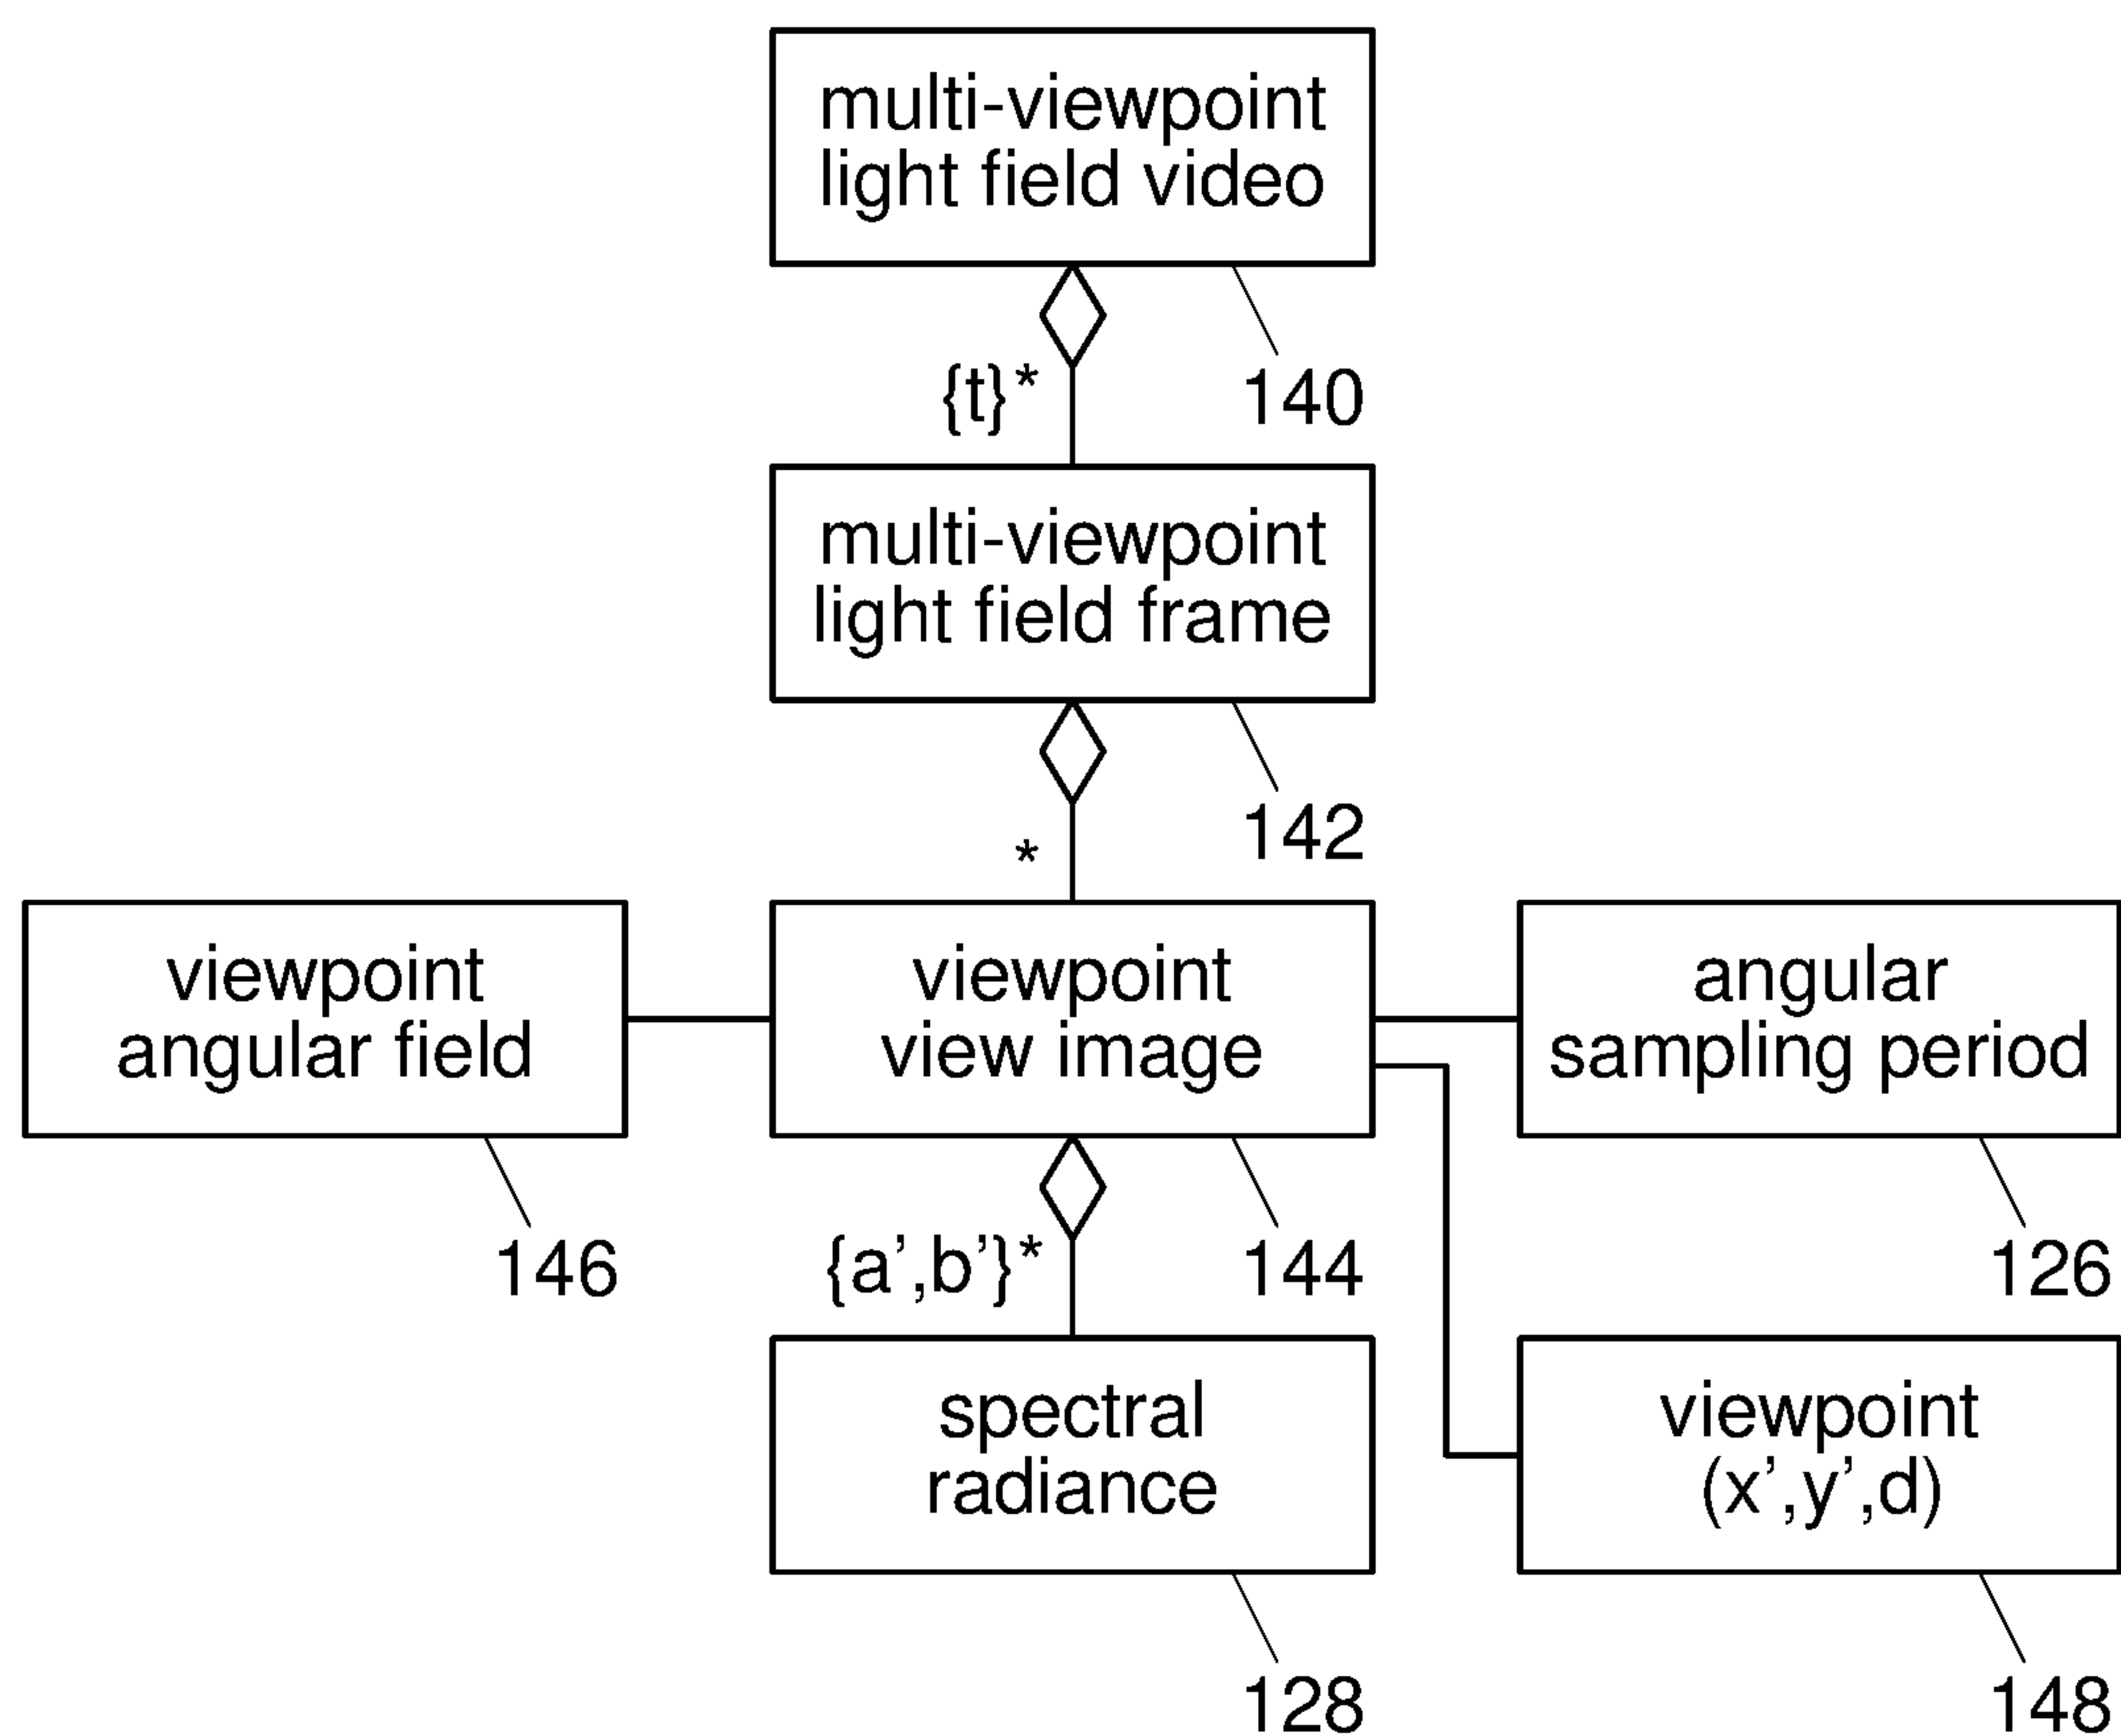 multi-viewpoint
light field video
{t}*
140
multi-viewpoint
light field frame
142
*
viewpoint
angular field
viewpoint
view image
angular
sampling period
146
{a’,b’}*
144
126
spectral
radiance
viewpoint
(x’,y’,d)
128
148